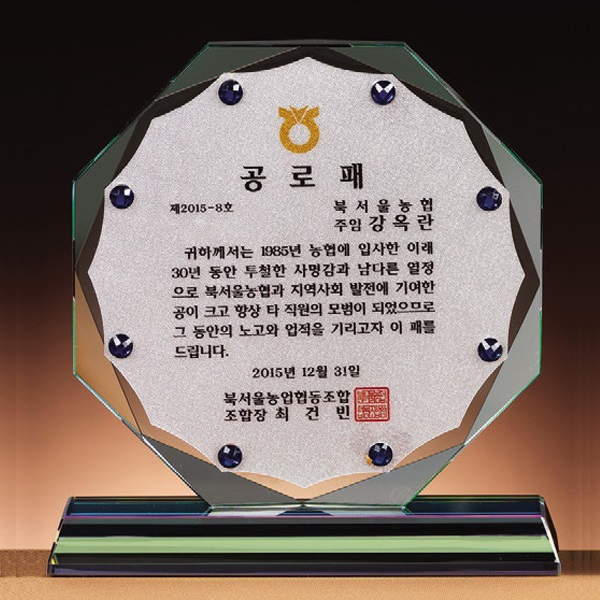 공로패
제2015-8호
북서울농협
주임 강옥란
귀하께서는 1985년 농협에 입사한 이래
30년 동안 투철한 사명감과 남다른 열정
으로 북서울농협과 지역사회 발전에 기여한
공이 크고 항상 타 직원의 모범이 되었으므로
그 동안의 노고와 업적을 기리고자 이 패를
드립니다.
2015년 12월 31일
북서울농업협동조합
조합장 최건빈